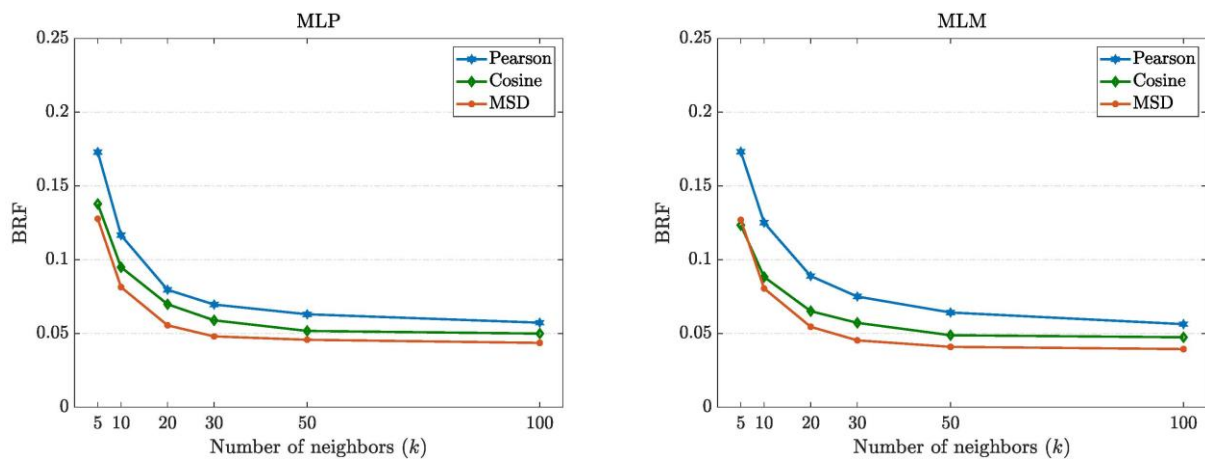 MLP
0.25
0.2
0.15
0.1
0.05
0
BRF
5 10 20 30 50 100
Number of neighbors (k)
Pearson
Cosine
MSD
MLM
0.25
0.2
0.15
0.1
0.05
0
BRF
5 10 20 30 50 100
Number of neighbors (k)
Pearson
Cosine
MSD